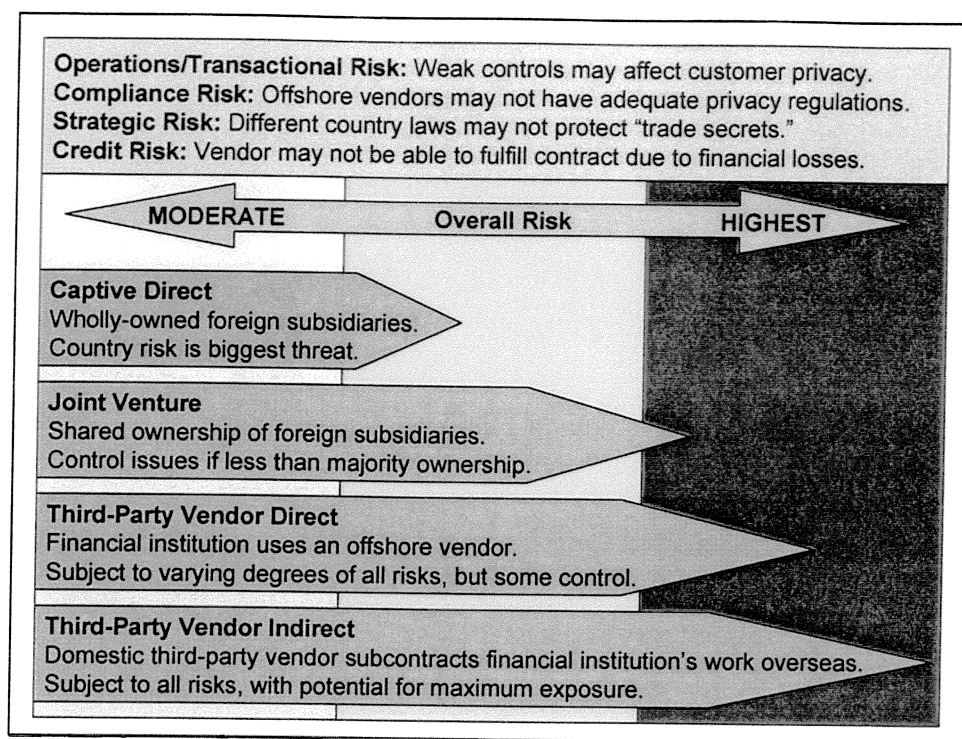 Operations/Transactional Risk: Weak controls may affect customer privacy.
Compliance Risk: Offshore vendors may not have adequate privacy regulations.
Strategic Risk: Different country laws may not protect “trade secrets.”
Credit Risk: Vendor may not be able to fulfill contract due to financial losses.
MODERATE Overall Risk HIGHEST
Captive Direct
Wholly-owned foreign subsidiaries.
Country risk is biggest threat.
Joint Venture
Shared ownership of foreign subsidiaries.
Control issues if less than majority ownership.
Third-Party Vendor Direct
Financial institution uses an offshore vendor.
Subject to varying degrees of all risks, but some control.
Third-Party Vendor Indirect
Domestic third-party vendor subcontracts financial institution’s work overseas.
Subject to all risks, with potential for maximum exposure.